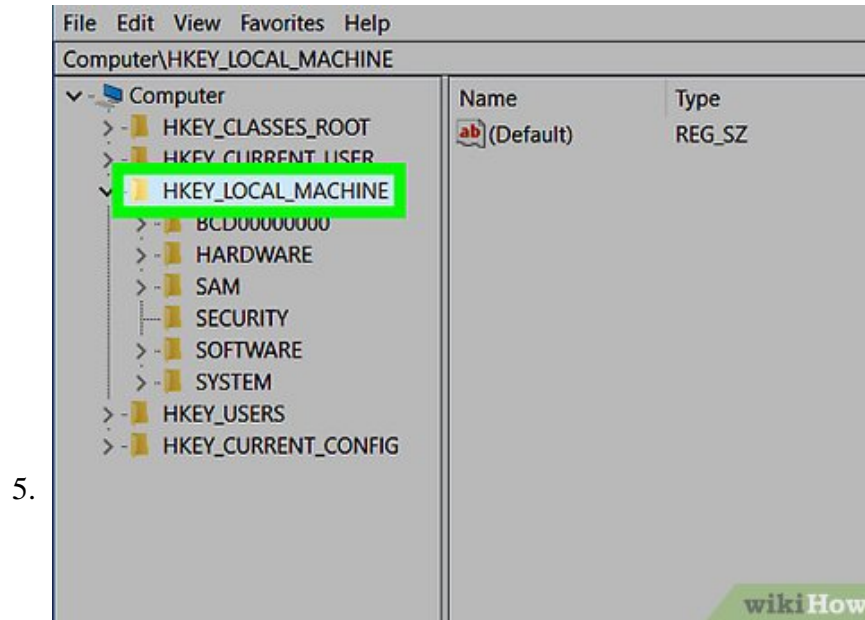 File Edit View Favorites Help
Computer\HKEY_LOCAL_MACHINE
Computer
HKEY_CLASSES_ROOT
HKEY_CURRENT_USER
HKEY_LOCAL_MACHINE
BCD00000000
HARDWARE
SAM
SECURITY
SOFTWARE
SYSTEM
HKEY_USERS
HKEY_CURRENT_CONFIG
Name Type
ab (Default) REG_SZ
5.
wikiHow